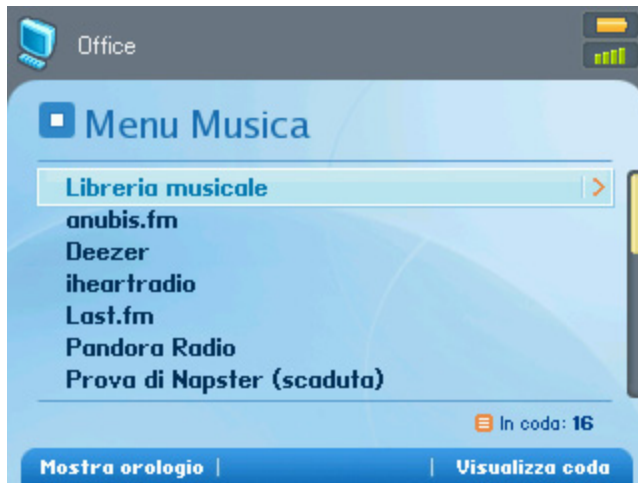 Office
Menu Musica
Libreria musicale
anubis.fm
Deezer
iheartradio
Last.fm
Pandora Radio
Prova di Napster (scaduta)
In coda: 16
Mostra orologio | | Visualizza coda